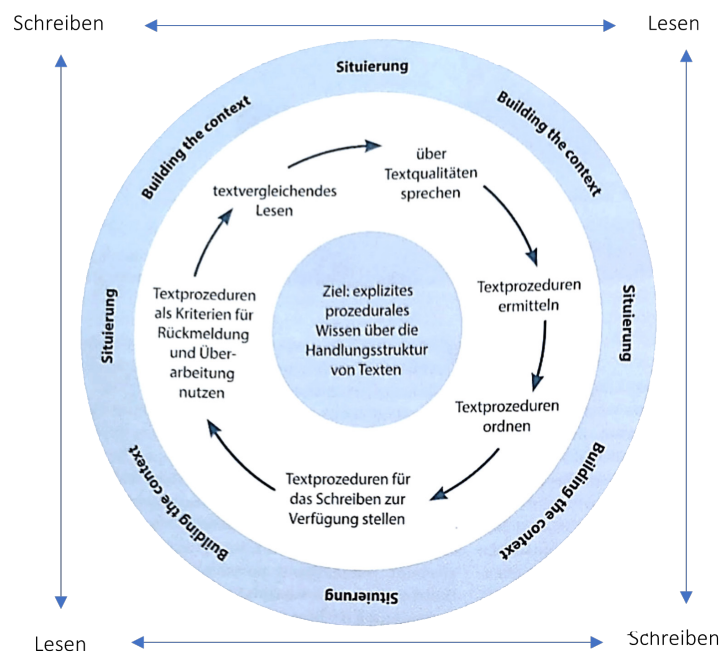 Schreiben
Lesen
Situierung
Building the context
Building the context
über
Textqualitäten
sprechen
textvergleichendes
Lesen
Textprozeduren
ermitteln
Textprozeduren
als Kriterien für
Rückmeldung
und Über-
arbeitung
nutzen
Ziel: explizites
prozedurales
Wissen über die
Handlungsstruktur
von Texten
Situierung
Situierung
Textprozeduren
ordnen
Textprozeduren für
das Schreiben zur
Verfügung stellen
Building the context
Building the context
Situierung
Lesen
Schreiben